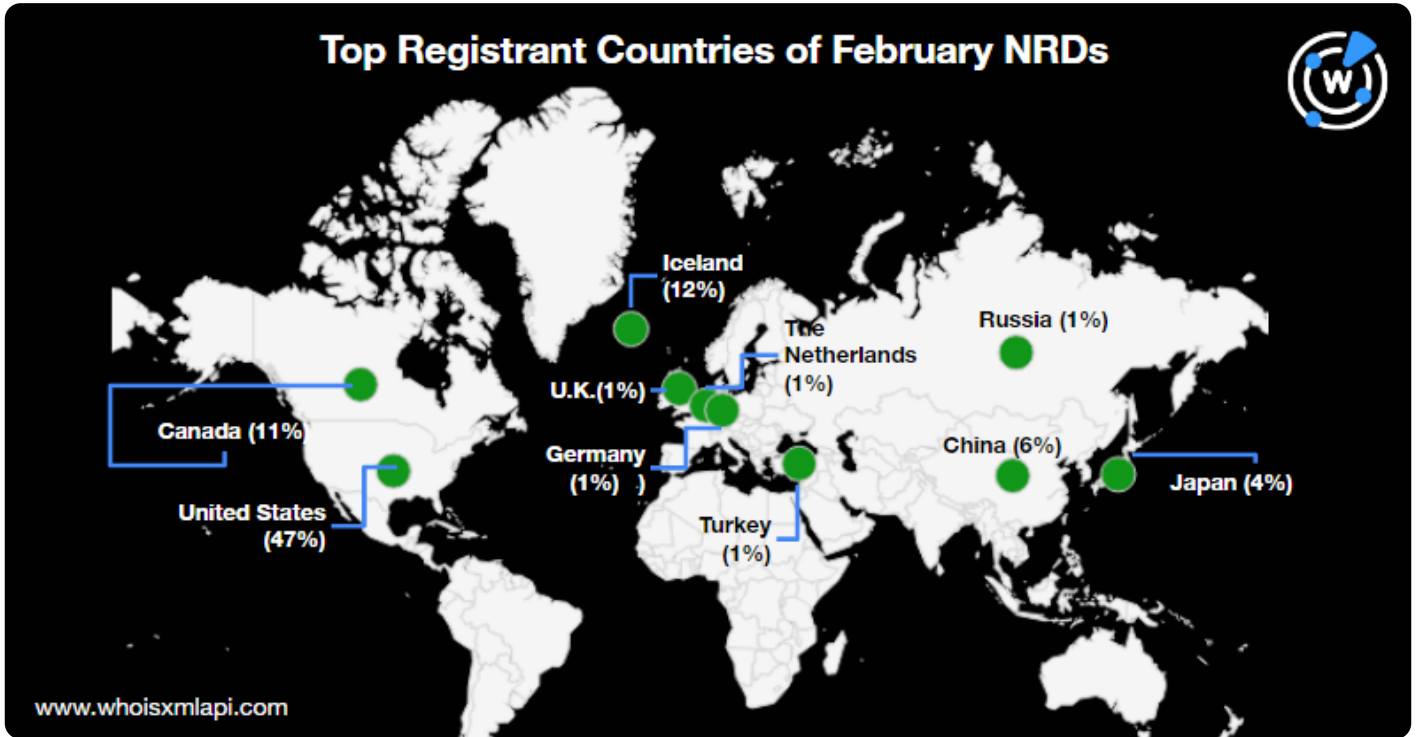 Top Registrant Countries of February NRDs
W
Iceland
(12%)
Russia (1%)
The
Netherlands
(1%)
U.K.(1%)
Canada (11%)
China (6%)
Germany
(1%) )
Japan (4%)
United States
(47%)
Turkey
(1%)
www.whoisxmlapi.com